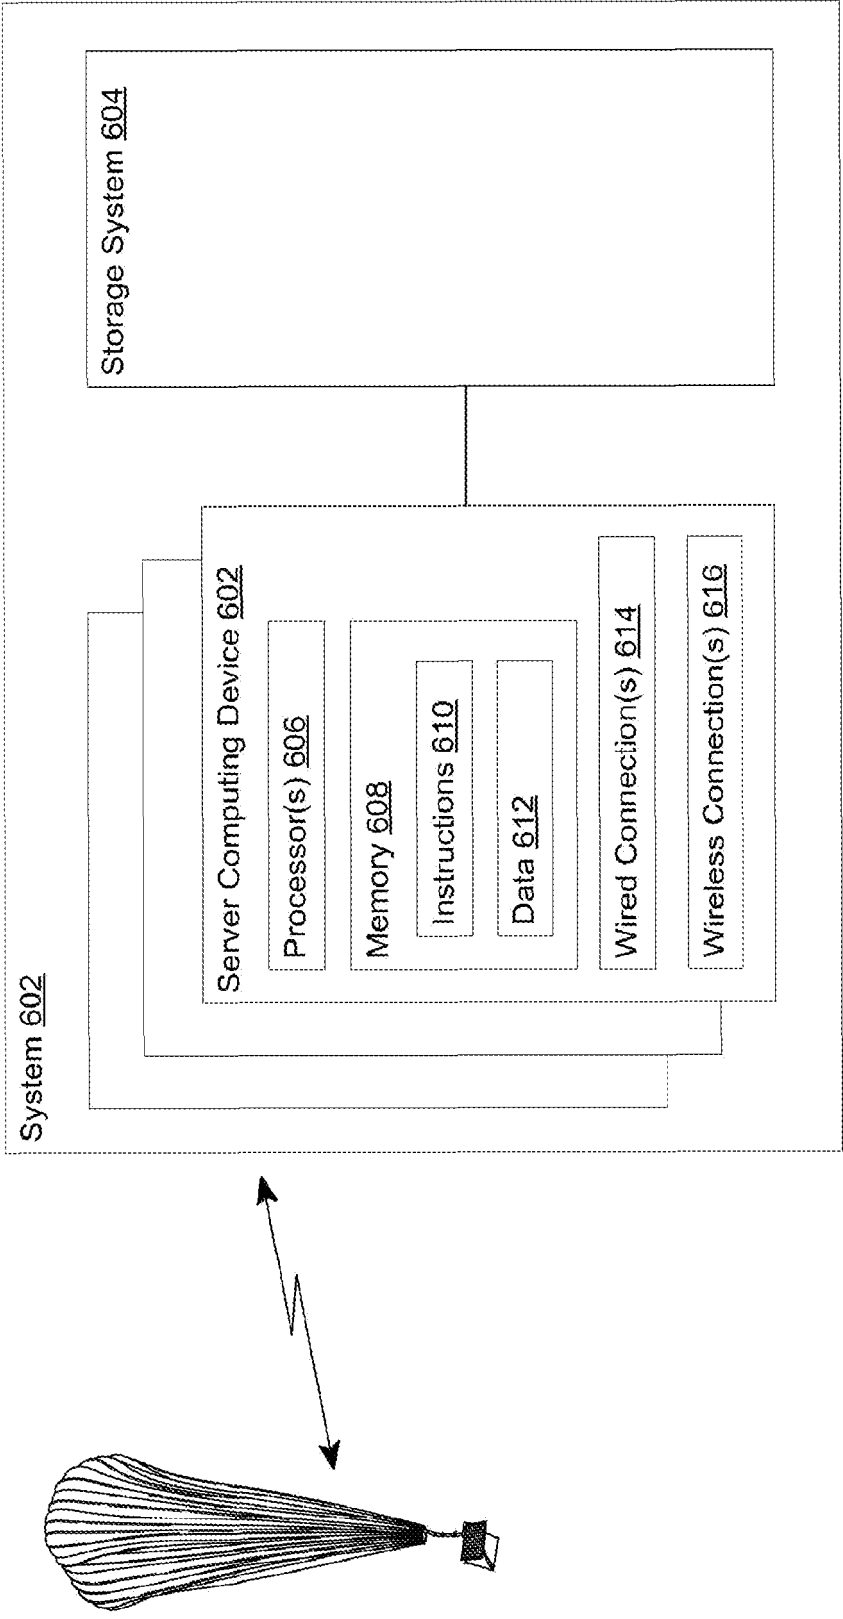 System 602
Server Computing Device 602
Processor(s) 606
Memory 608
Instructions 610
Data 612
Wired Connection(s) 614
Wireless Connection(s) 616
Storage System 604